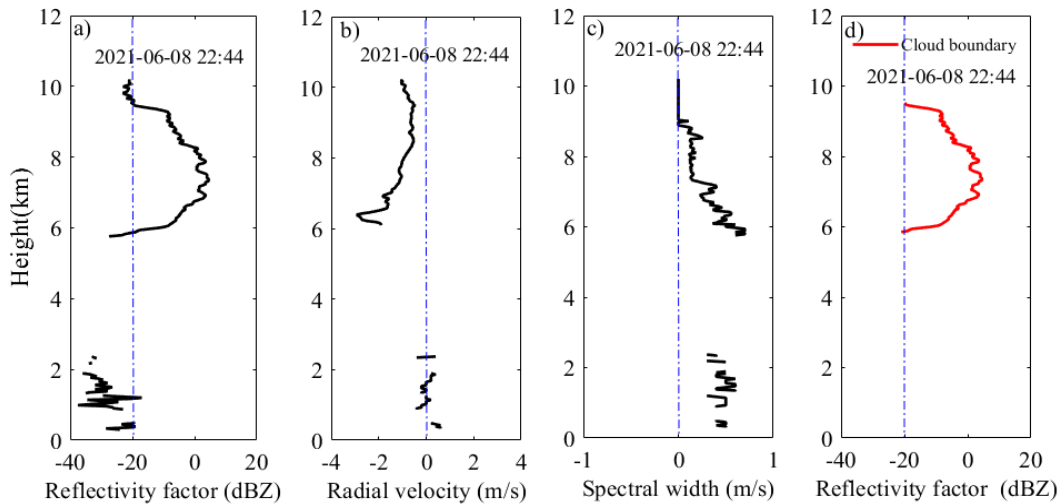 a)
2021-06-08 22:44
12
10
8
6
4
2
0
-40 -20 0 20
Height(km)
Reflectivity factor (dBZ)
b)
2021-06-08 22:44
12
10
8
6
4
2
0
-4 -2 0 2 4
Radial velocity (m/s)
c)
2021-06-08 22:44
12
10
8
6
4
2
0
-1 0 1
Spectral width (m/s)
d)
Cloud boundary
2021-06-08 22:44
12
10
8
6
4
2
0
-40 -20 0 20
Reflectivity factor (dBZ)